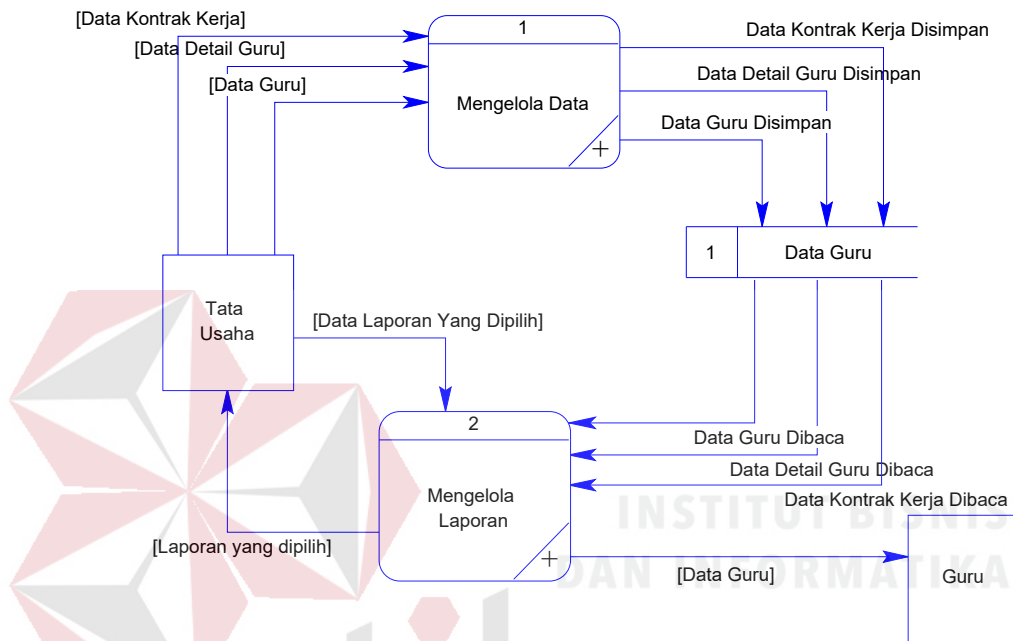 [Data Kontrak Kerja]
[Data Detail Guru]
[Data Guru]
1
Mengelola Data
+
Data Kontrak Kerja Disimpan
Data Detail Guru Disimpan
Data Guru Disimpan
1
Data Guru
Tata
Usaha
[Data Laporan Yang Dipilih]
2
Mengelola
Laporan
+
Data Guru Dibaca
Data Detail Guru Dibaca
Data Kontrak Kerja Dibaca
[Laporan yang dipilih]
[Data Guru]
Guru
INSTITUT BISNIS
DAN INFORMATIKA